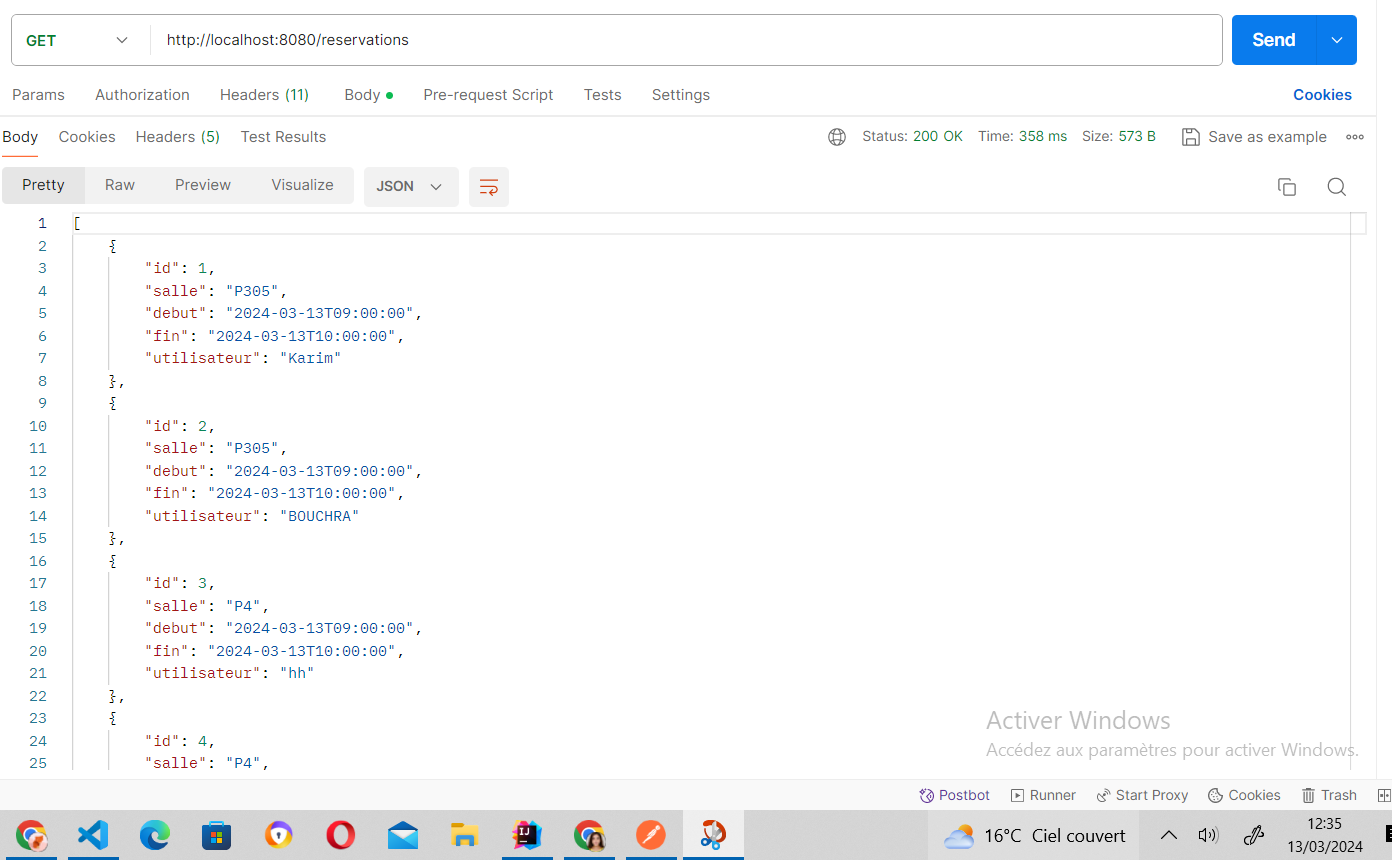 GET http://localhost:8080/reservations Send
Params Authorization Headers (11) Body Pre-request Script Tests Settings Cookies
Body Cookies Headers (5) Test Results Status: 200 OK Time: 358 ms Size: 573 B Save as example
Pretty Raw Preview Visualize JSON
1 [
2 {
3 "id": 1,
4 "salle": "P305",
5 "debut": "2024-03-13T09:00:00",
6 "fin": "2024-03-13T10:00:00",
7 "utilisateur": "Karim"
8 },
9 {
10 "id": 2,
11 "salle": "P305",
12 "debut": "2024-03-13T09:00:00",
13 "fin": "2024-03-13T10:00:00",
14 "utilisateur": "BOUCHRA"
15 },
16 {
17 "id": 3,
18 "salle": "P4",
19 "debut": "2024-03-13T09:00:00",
20 "fin": "2024-03-13T10:00:00",
21 "utilisateur": "hh"
22 },
23 {
24 "id": 4,
25 "salle": "P4",
Activer Windows
Accédez aux paramètres pour activer Windows.
Postbot Runner Start Proxy Cookies Trash
IJ 16°C Ciel couvert 12:35
13/03/2024